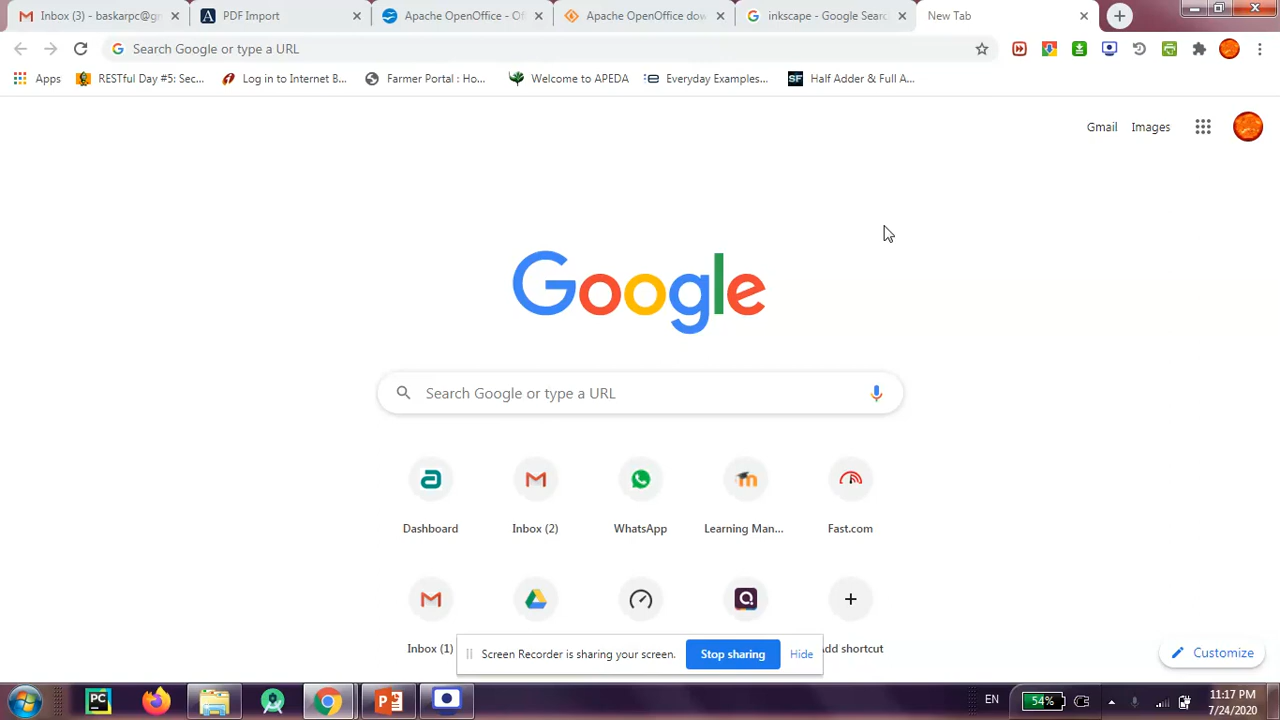 Inbox (3) - baskarpc@g
PDF Import
Apache OpenOffice - Of
Apache OpenOffice dow
inkscape - Google Searc
New Tab
Search Google or type a URL
Apps
RESTful Day #5: Sec...
Log in to Internet B...
Farmer Portal : Ho...
Welcome to APEDA
Everyday Examples...
SF
Half Adder & Full A...
Gmail
Images
Google
Search Google or type a URL
Dashboard
Inbox (2)
WhatsApp
Learning Man...
Fast.com
Inbox (1)
Add shortcut
Screen Recorder is sharing your screen.
Stop sharing
Hide
Customize
PC
EN
54%
11:17 PM
7/24/2020